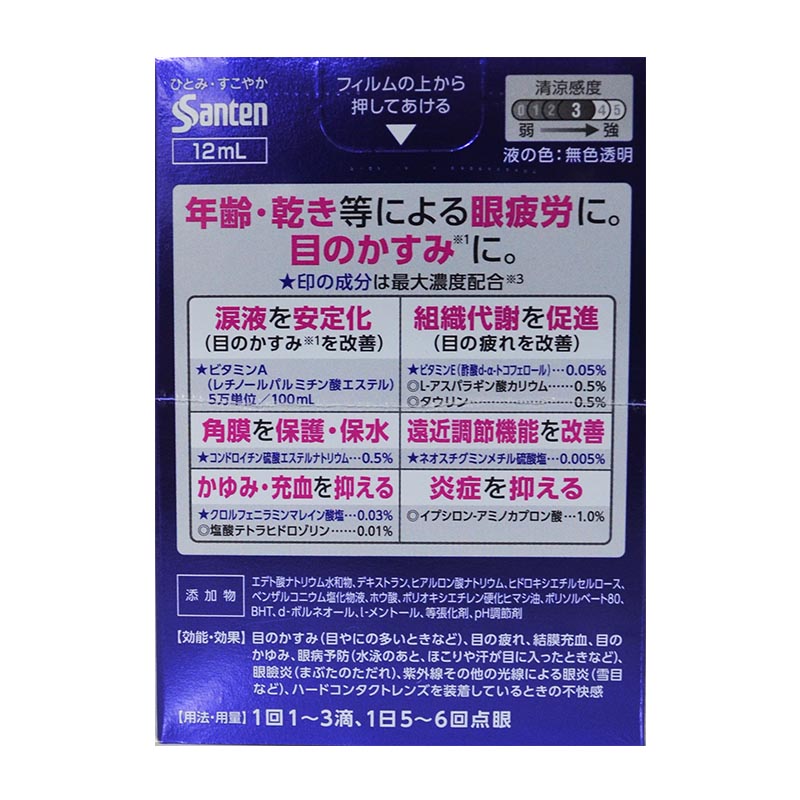 ひとみ・すこやか
Santen
12mL
フィルムの上から
押してあける
清涼感度
0 1 2 3 4 5
弱 強
液の色：無色透明
年齢・乾き等による眼疲労に。
目のかすみ※1に。
★印の成分は最大濃度配合※3
涙液を安定化
(目のかすみ※1を改善)
★ビタミンA
(レチノールパルミチン酸エステル)
5万単位／100mL
組織代謝を促進
(目の疲れを改善)
★ビタミンE(酢酸d-α-トコフェロール)…0.05%
◎L-アスパラギン酸カリウム……0.5%
◎タウリン……0.5%
角膜を保護・保水
★コンドロイチン硫酸エステルナトリウム…0.5%
遠近調節機能を改善
★ネオスチグミンメチル硫酸塩…0.005%
かゆみ・充血を抑える
★クロルフェニラミンマレイン酸塩…0.03%
◎塩酸テトラヒドロゾリン……0.01%
炎症を抑える
◎イプシロン-アミノカプロン酸…1.0%
添加物
エデト酸ナトリウム水和物、デキストラン、ヒアルロン酸ナトリウム、ヒドロキシエチルセルロース、
ベンザルコニウム塩化物液、ホウ酸、ポリオキシエチレン硬化ヒマシ油、ポリソルベート80、
BHT、d-ボルネオール、l-メントール、等張化剤、pH調節剤
【効能・効果】目のかすみ(目やにの多いときなど)、目の疲れ、結膜充血、目の
かゆみ、眼病予防(水泳のあと、ほこりや汗が目に入ったときなど)、
眼瞼炎(まぶたのただれ)、紫外線その他の光線による眼炎(雪目
など)、ハードコンタクトレンズを装着しているときの不快感
【用法・用量】1回1〜3滴、1日5〜6回点眼